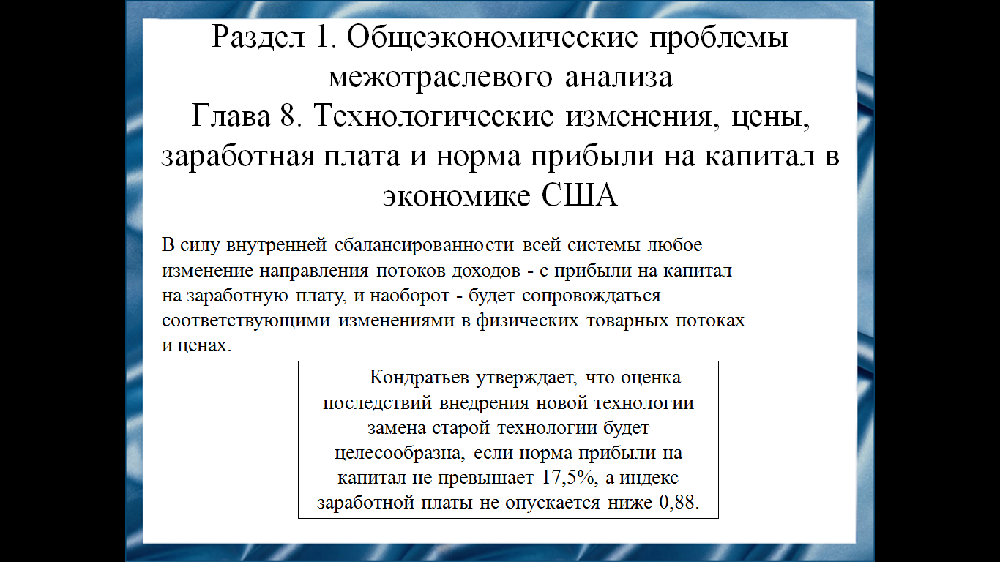 Раздел 1. Общеэкономические проблемы
межотраслевого анализа
Глава 8. Технологические изменения, цены,
заработная плата и норма прибыли на капитал в
экономике США
В силу внутренней сбалансированности всей системы любое
изменение направления потоков доходов - с прибыли на капитал
на заработную плату, и наоборот - будет сопровождаться
соответствующими изменениями в физических товарных потоках
и ценах.
Кондратьев утверждает, что оценка
последствий внедрения новой технологии
замена старой технологии будет
целесообразна, если норма прибыли на
капитал не превышает 17,5%, а индекс
заработной платы не опускается ниже 0,88.